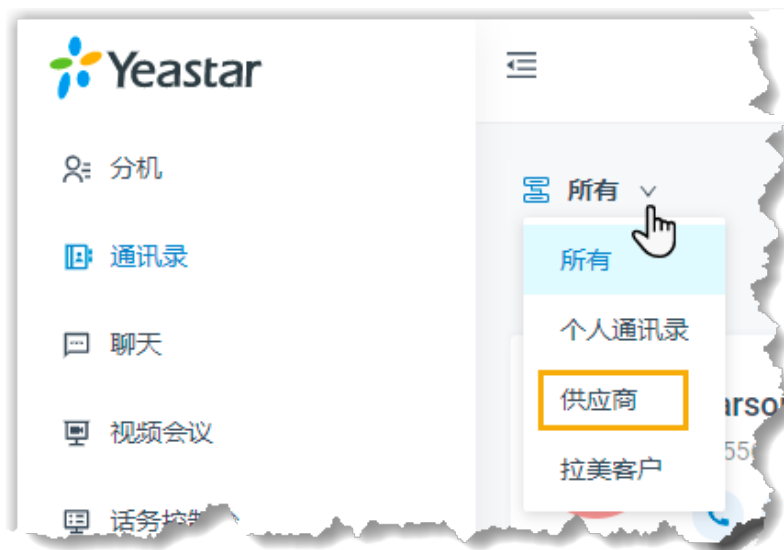 Yeastar
分机
所有
通讯录
所有
个人通讯录
聊天
供应商
视频会议
拉美客户